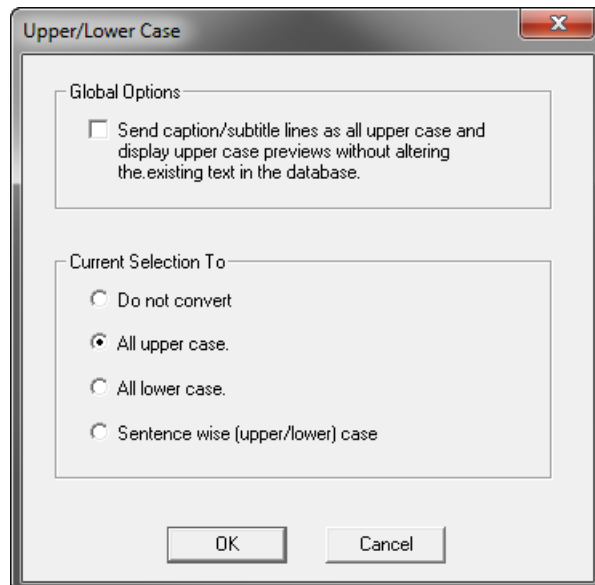 Upper/Lower Case
Global Options
Send caption/subtitle lines as all upper case and
display upper case previews without altering
the.existing text in the database.
Current Selection To
Do not convert
All upper case.
All lower case.
Sentence wise (upper/lower) case
OK
Cancel